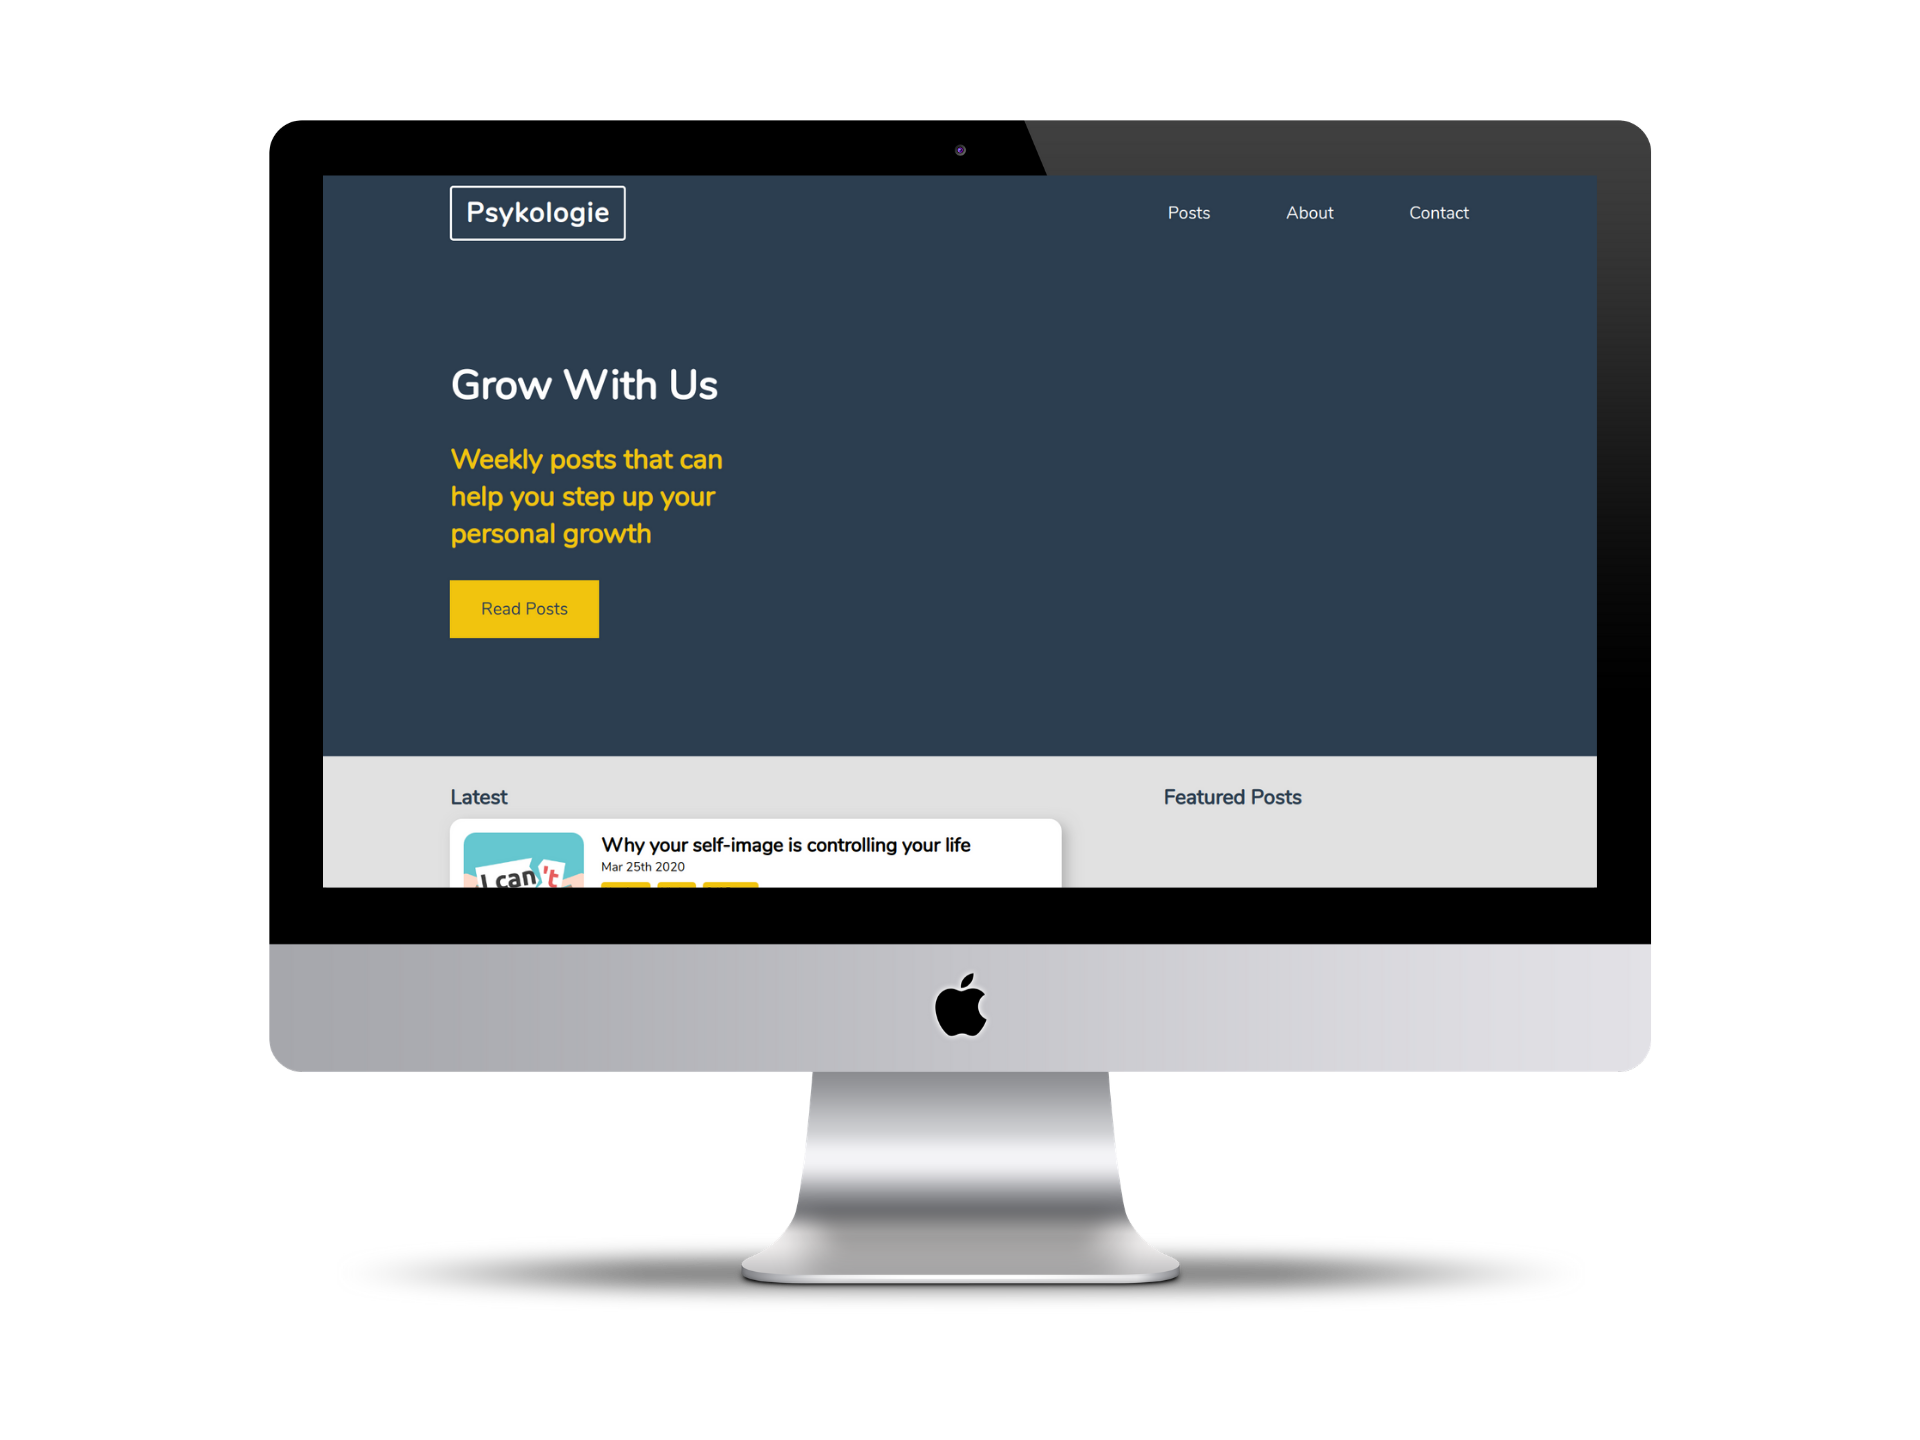 Psykologie
Posts
About
Contact
Grow With Us
Weekly posts that can
help you step up your
personal growth
Read Posts
Latest
Featured Posts
Why your self-image is controlling your life
Mar 25th 2020
I can't